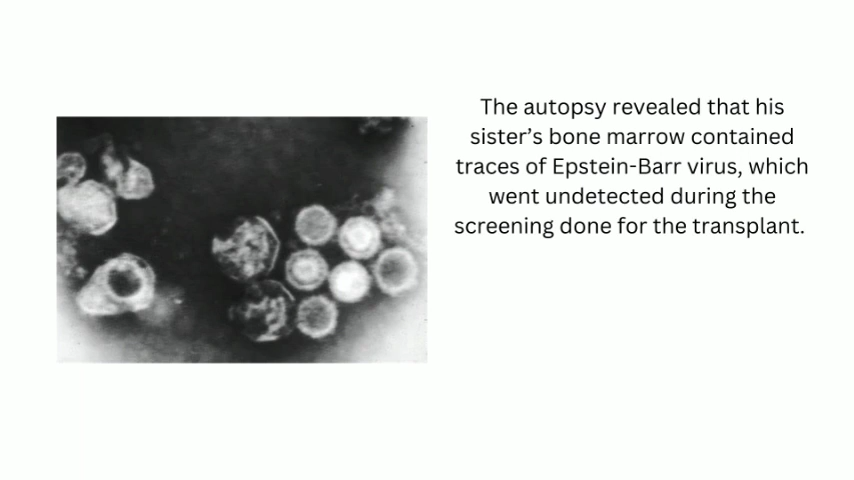 The autopsy revealed that his
sister’s bone marrow contained
traces of Epstein-Barr virus, which
went undetected during the
screening done for the transplant.